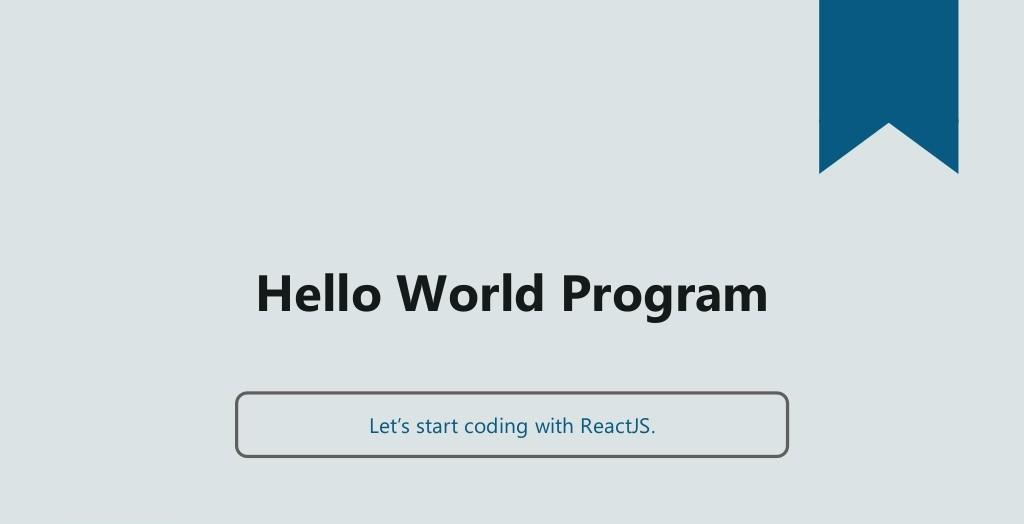 Hello World Program
Let’s start coding with ReactJS.